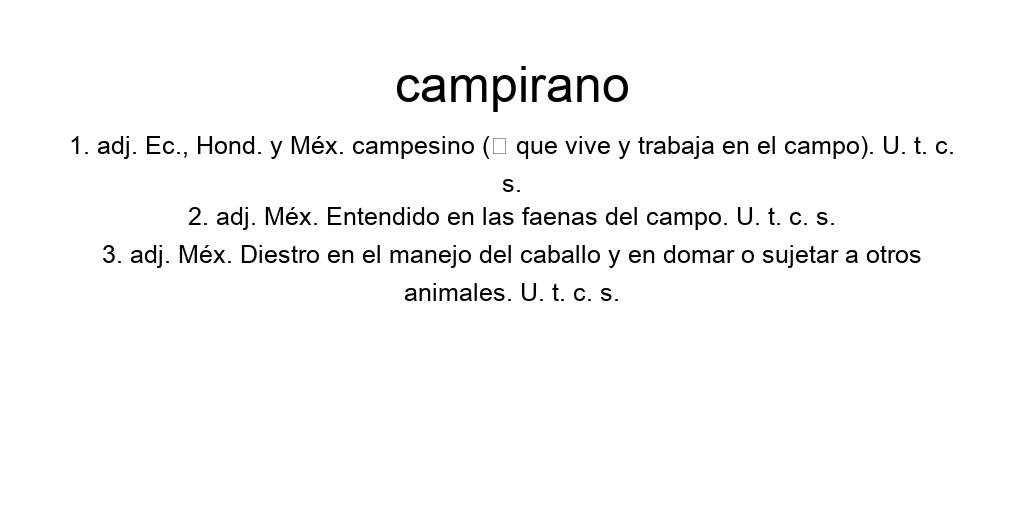 campirano
1. adj. Ec., Hond. y Méx. campesino (▯ que vive y trabaja en el campo). U. t. c.
s.
2. adj. Méx. Entendido en las faenas del campo. U. t. c. s.
3. adj. Méx. Diestro en el manejo del caballo y en domar o sujetar a otros
animales. U. t. c. s.